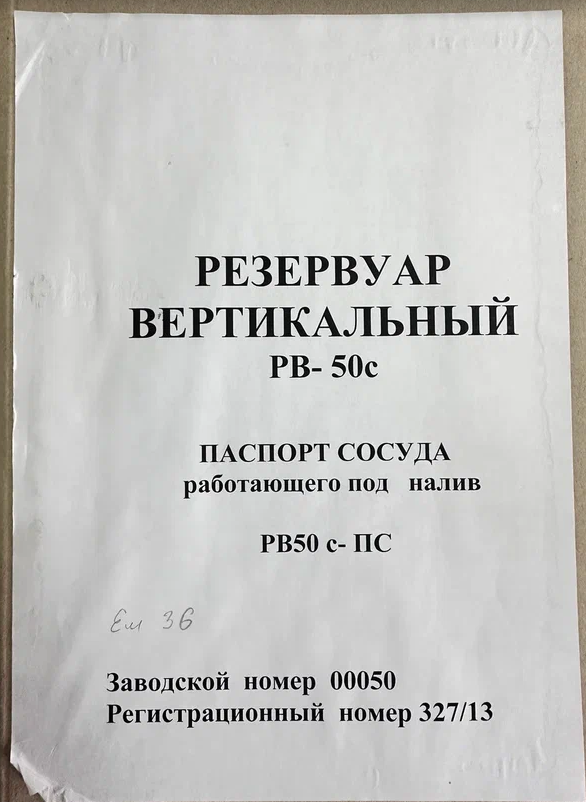 РЕЗЕРВУАР
ВЕРТИКАЛЬНЫЙ
РВ- 50с
ПАСПОРТ СОСУДА
работающего под налив
РВ50 с- ПС
Ем 36
Заводской номер 00050
Регистрационный номер 327/13